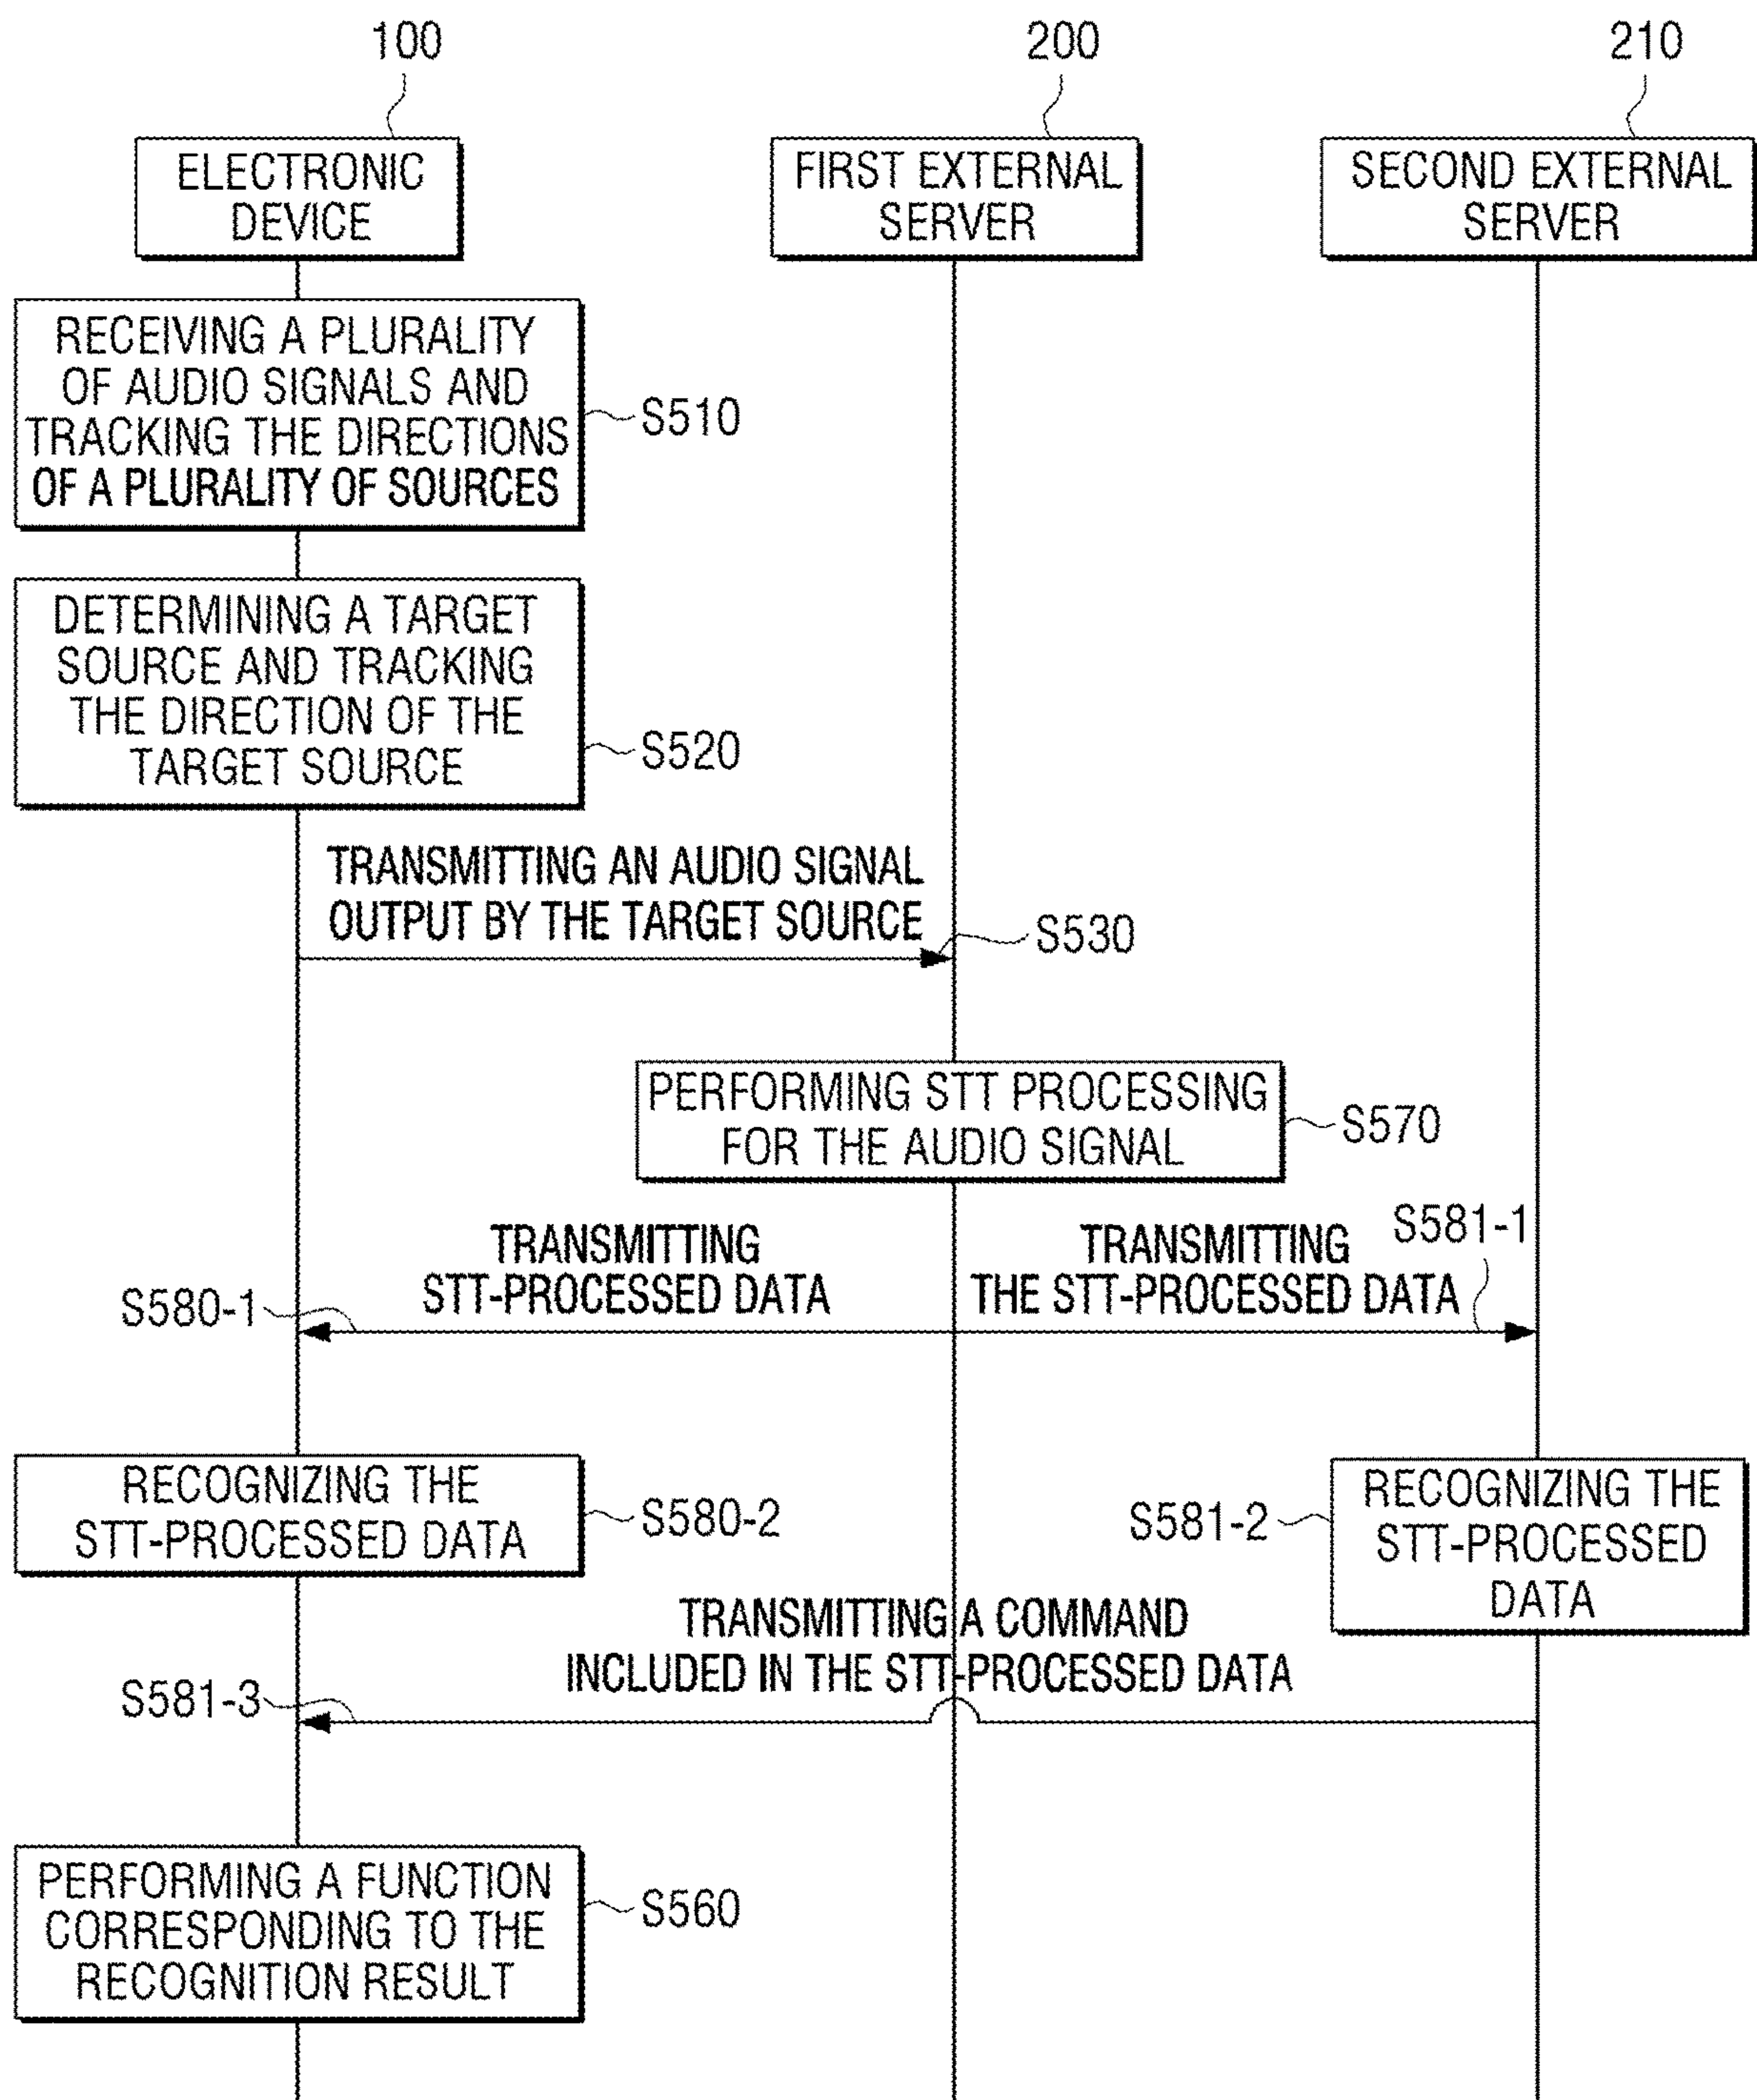 100
200
210
ELECTRONIC
DEVICE
FIRST EXTERNAL
SERVER
SECOND EXTERNAL
SERVER
RECEIVING A PLURALITY
OF AUDIO SIGNALS AND
TRACKING THE DIRECTIONS
OF A PLURALITY OF SOURCES
S510
DETERMINING A TARGET
SOURCE AND TRACKING
THE DIRECTION OF THE
TARGET SOURCE
S520
TRANSMITTING AN AUDIO SIGNAL
OUTPUT BY THE TARGET SOURCE
S530
PERFORMING STT PROCESSING
FOR THE AUDIO SIGNAL
S570
TRANSMITTING
STT-PROCESSED DATA
S580-1
TRANSMITTING
THE STT-PROCESSED DATA
S581-1
RECOGNIZING THE
STT-PROCESSED DATA
S580-2
S581-2
RECOGNIZING THE
STT-PROCESSED
DATA
TRANSMITTING A COMMAND
INCLUDED IN THE STT-PROCESSED DATA
S581-3
PERFORMING A FUNCTION
CORRESPONDING TO THE
RECOGNITION RESULT
S560